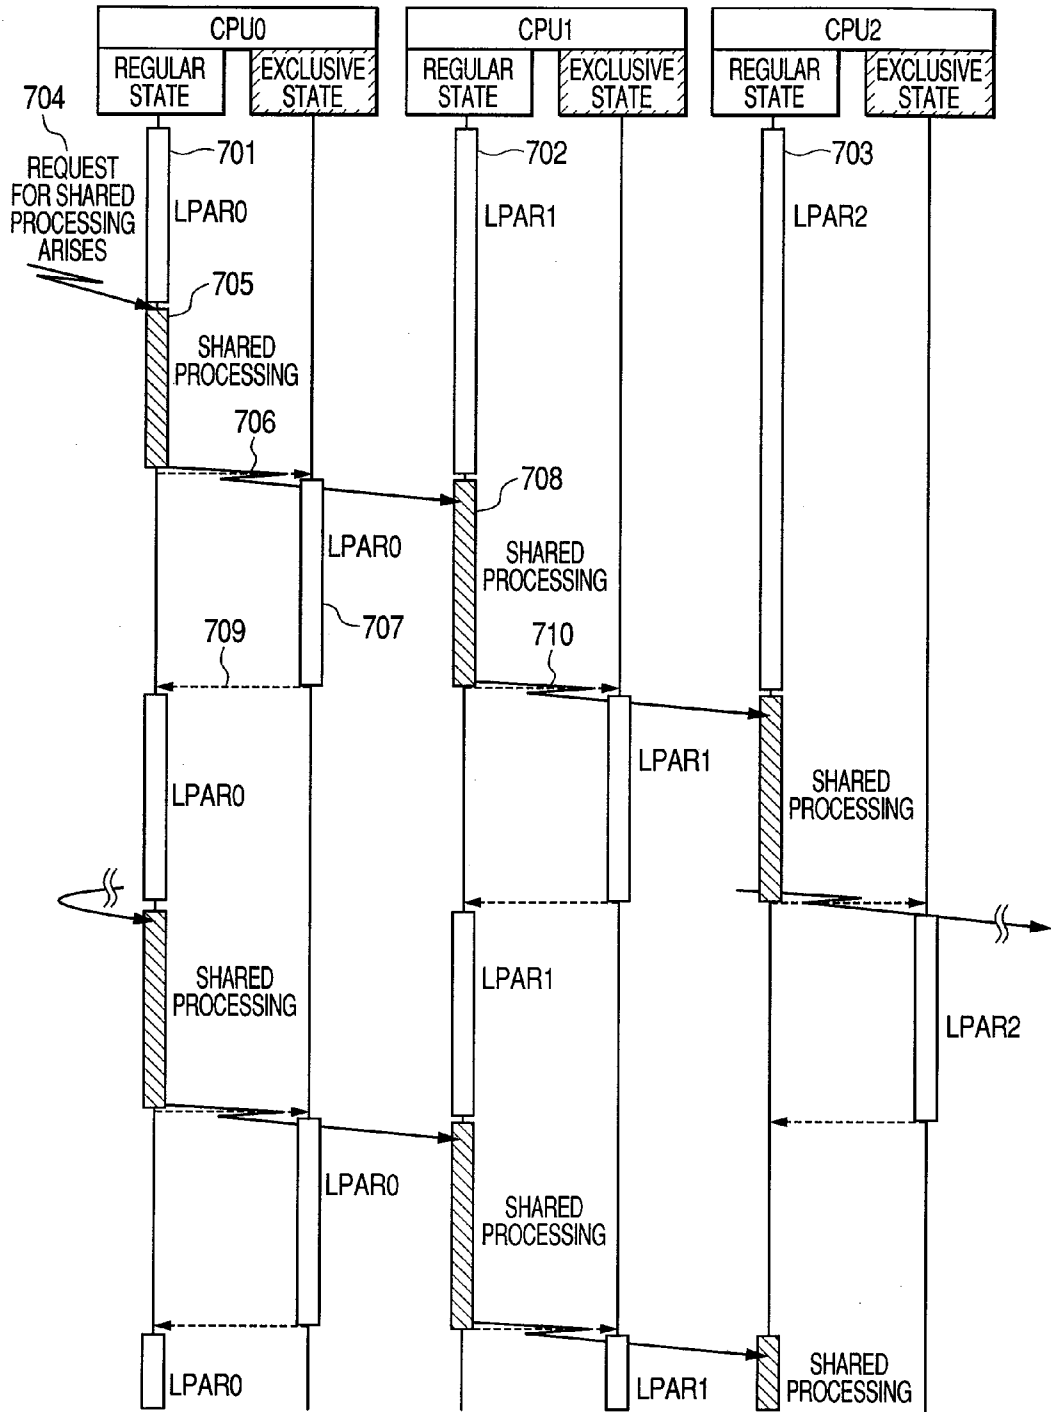 CPU0
CPU1
CPU2
REGULAR
STATE
EXCLUSIVE
STATE
REGULAR
STATE
EXCLUSIVE
STATE
REGULAR
STATE
EXCLUSIVE
STATE
704
REQUEST
FOR SHARED
PROCESSING
ARISES
701
LPAR0
702
LPAR1
703
LPAR2
705
SHARED
PROCESSING
706
708
LPAR0
SHARED
PROCESSING
707
709
710
LPAR0
LPAR1
SHARED
PROCESSING
SHARED
PROCESSING
LPAR1
LPAR2
LPAR0
SHARED
PROCESSING
LPAR0
LPAR1
SHARED
PROCESSING